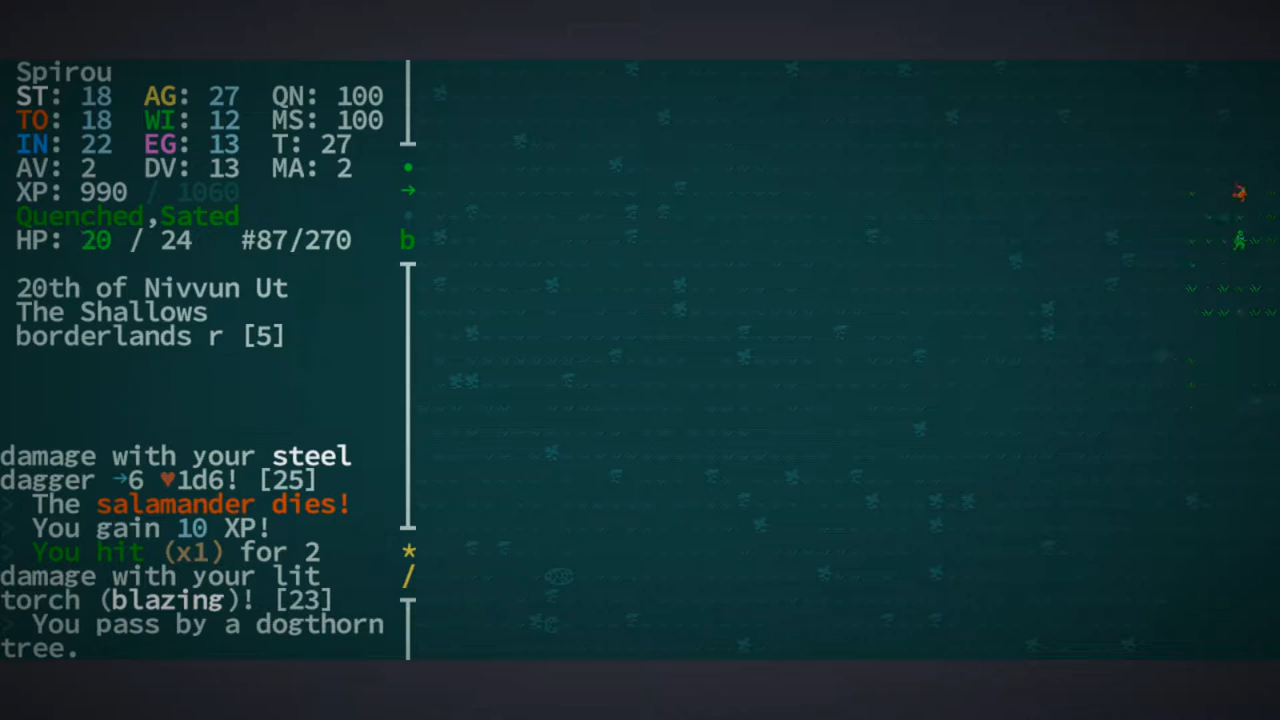 Spirou
ST: 18 AG: 27 QN: 100
TO: 18 WI: 12 MS: 100
IN: 22 EG: 13 T: 27
AV: 2 DV: 13 MA: 2
XP: 990 / 1060
Quenched,Sated
HP: 20 / 24 #87/270
b
20th of Nivvun Ut
The Shallows
borderlands r [5]
damage with your steel
dagger →6 ♥1d6! [25]
> The salamander dies!
> You gain 10 XP!
> You hit (x1) for 2
*
damage with your lit
/
torch (blazing)! [23]
> You pass by a dogthorn
tree.